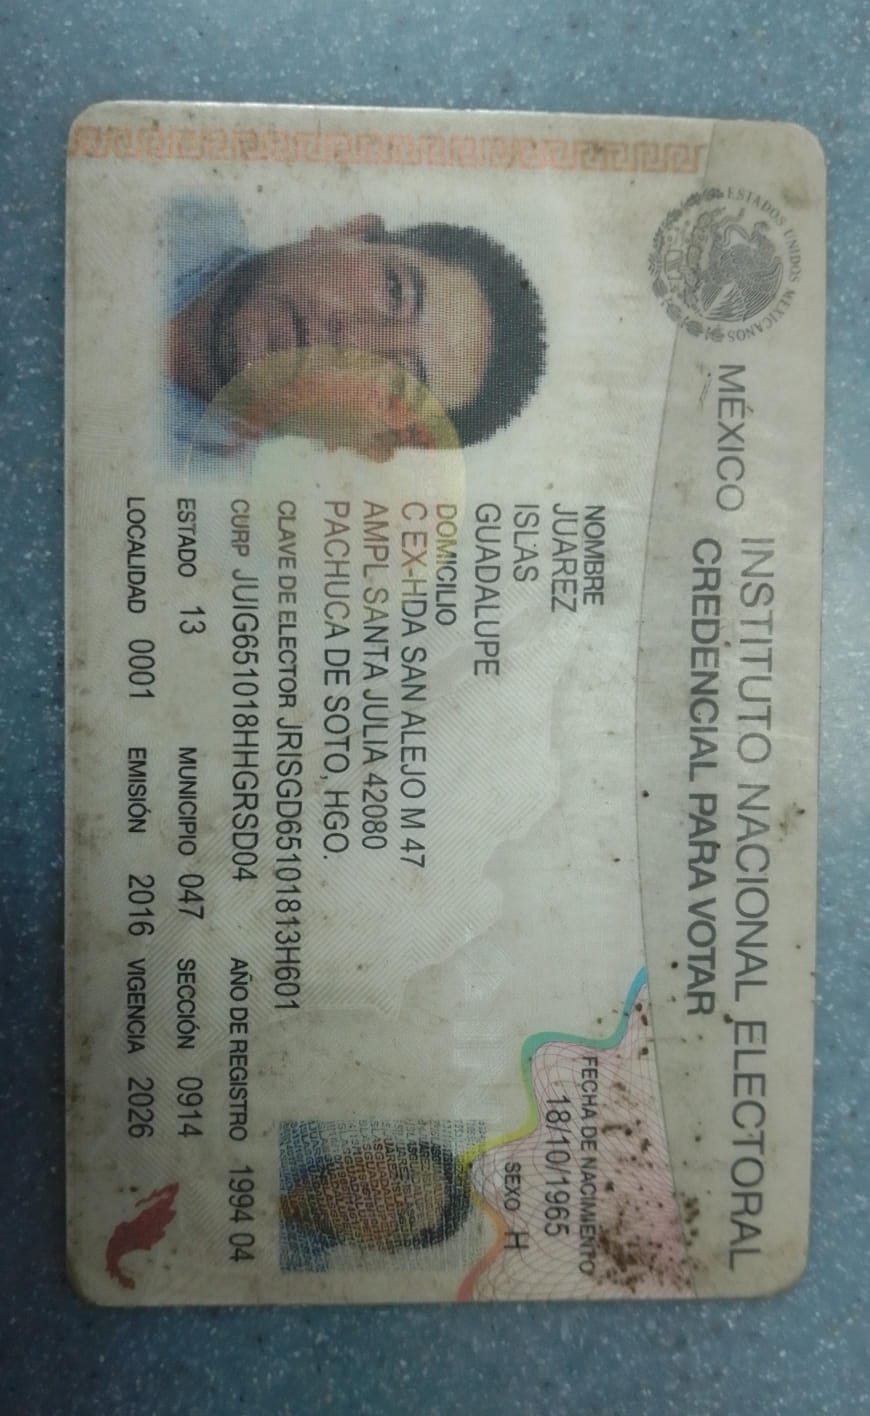 ESTADOS UNIDOS MEXICANOS
INSTITUTO NACIONAL ELECTORAL
MÉXICO CREDENCIAL PARA VOTAR
NOMBRE
JUAREZ
ISLAS
GUADALUPE
FECHA DE NACIMIENTO
18/10/1965
SEXO H
DOMICILIO
C EX-HDA SAN ALEJO M 47
AMPL SANTA JULIA 42080
PACHUCA DE SOTO, HGO.
CLAVE DE ELECTOR JRISGD65101813H601
CURP JUIG651018HHGRSD04 AÑO DE REGISTRO 1994 04
ESTADO 13 MUNICIPIO 047 SECCIÓN 0914
LOCALIDAD 0001 EMISIÓN 2016 VIGENCIA 2026